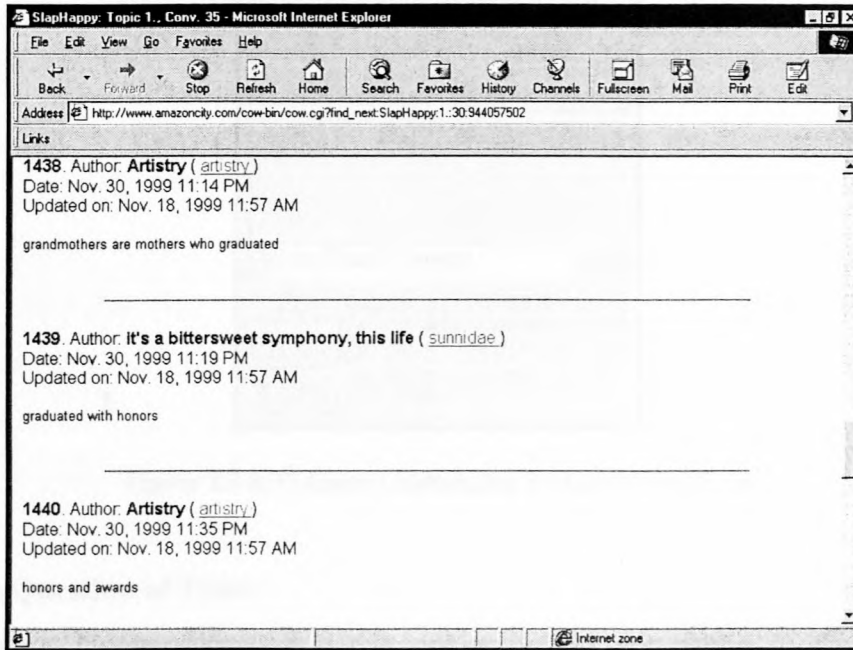 SlapHappy: Topic 1., Conv. 35 - Microsoft Internet Explorer
File Edit View Go Favorites Help
Back Forward Stop Refresh Home Search Favorites History Channels Fullscreen Mail Print Edit
Address http://www.amazoncity.com/cow-bin/cow.cgi?find_next:SlapHappy:1.:30:944057502
Links
1438. Author: Artistry ( artistry )
Date: Nov. 30, 1999 11:14 PM
Updated on: Nov. 18, 1999 11:57 AM
grandmothers are mothers who graduated
1439. Author: it's a bittersweet symphony, this life ( sunnidae )
Date: Nov. 30, 1999 11:19 PM
Updated on: Nov. 18, 1999 11:57 AM
graduated with honors
1440. Author: Artistry ( artistry )
Date: Nov. 30, 1999 11:35 PM
Updated on: Nov. 18, 1999 11:57 AM
honors and awards
Internet zone